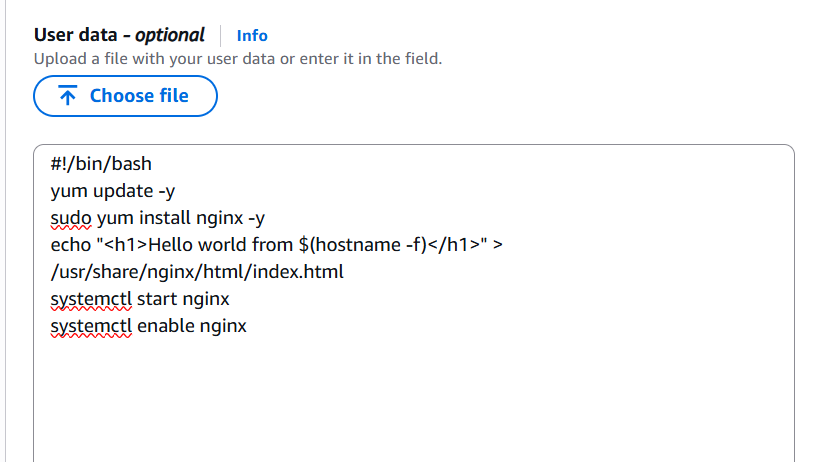 User data - optional Info
Upload a file with your user data or enter it in the field.
Choose file
#!/bin/bash
yum update -y
sudo yum install nginx -y
echo "<h1>Hello world from $(hostname -f)</h1>" >
/usr/share/nginx/html/index.html
systemctl start nginx
systemctl enable nginx